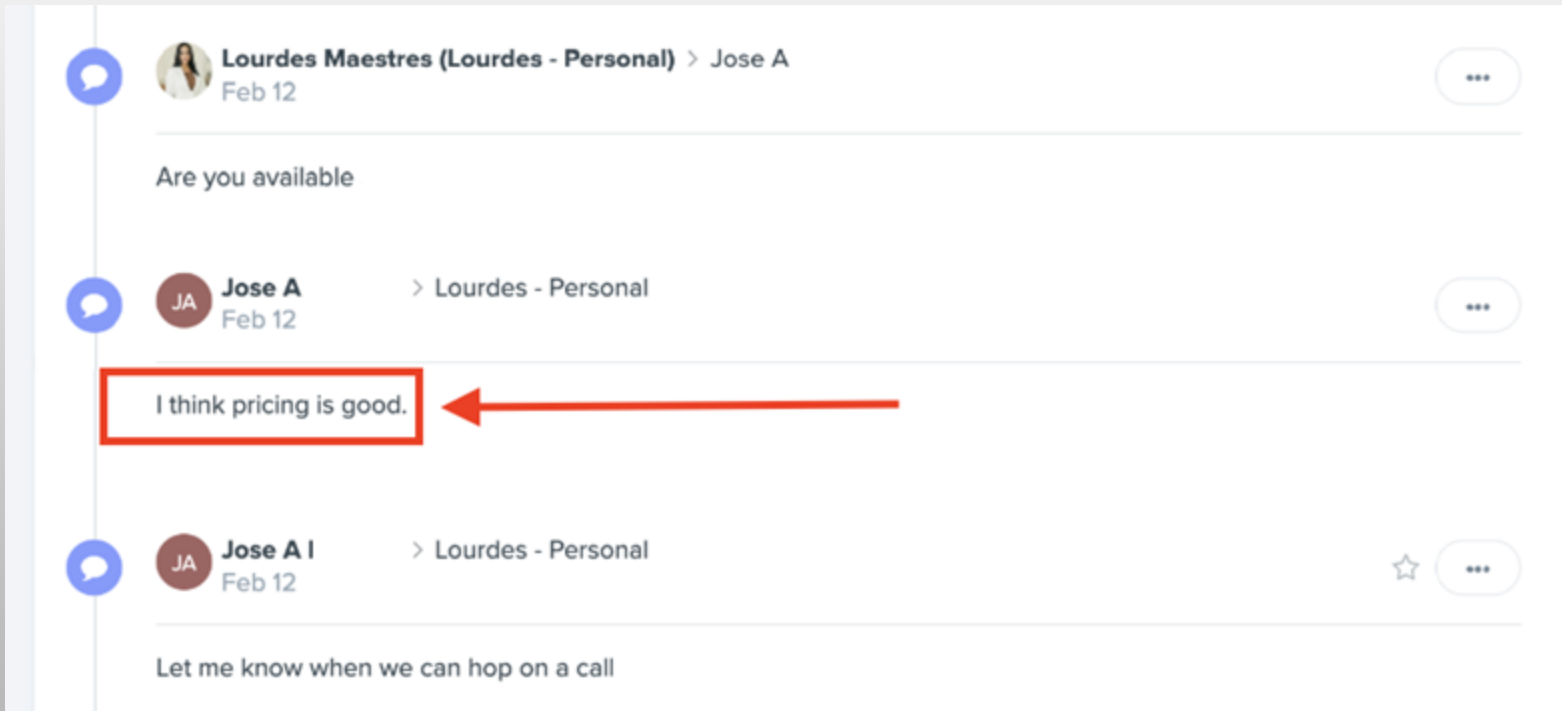 Lourdes Maestres (Lourdes - Personal) > Jose A
Feb 12
Are you available
JA
Jose A > Lourdes - Personal
Feb 12
I think pricing is good.
JA
Jose A I > Lourdes - Personal
Feb 12
Let me know when we can hop on a call